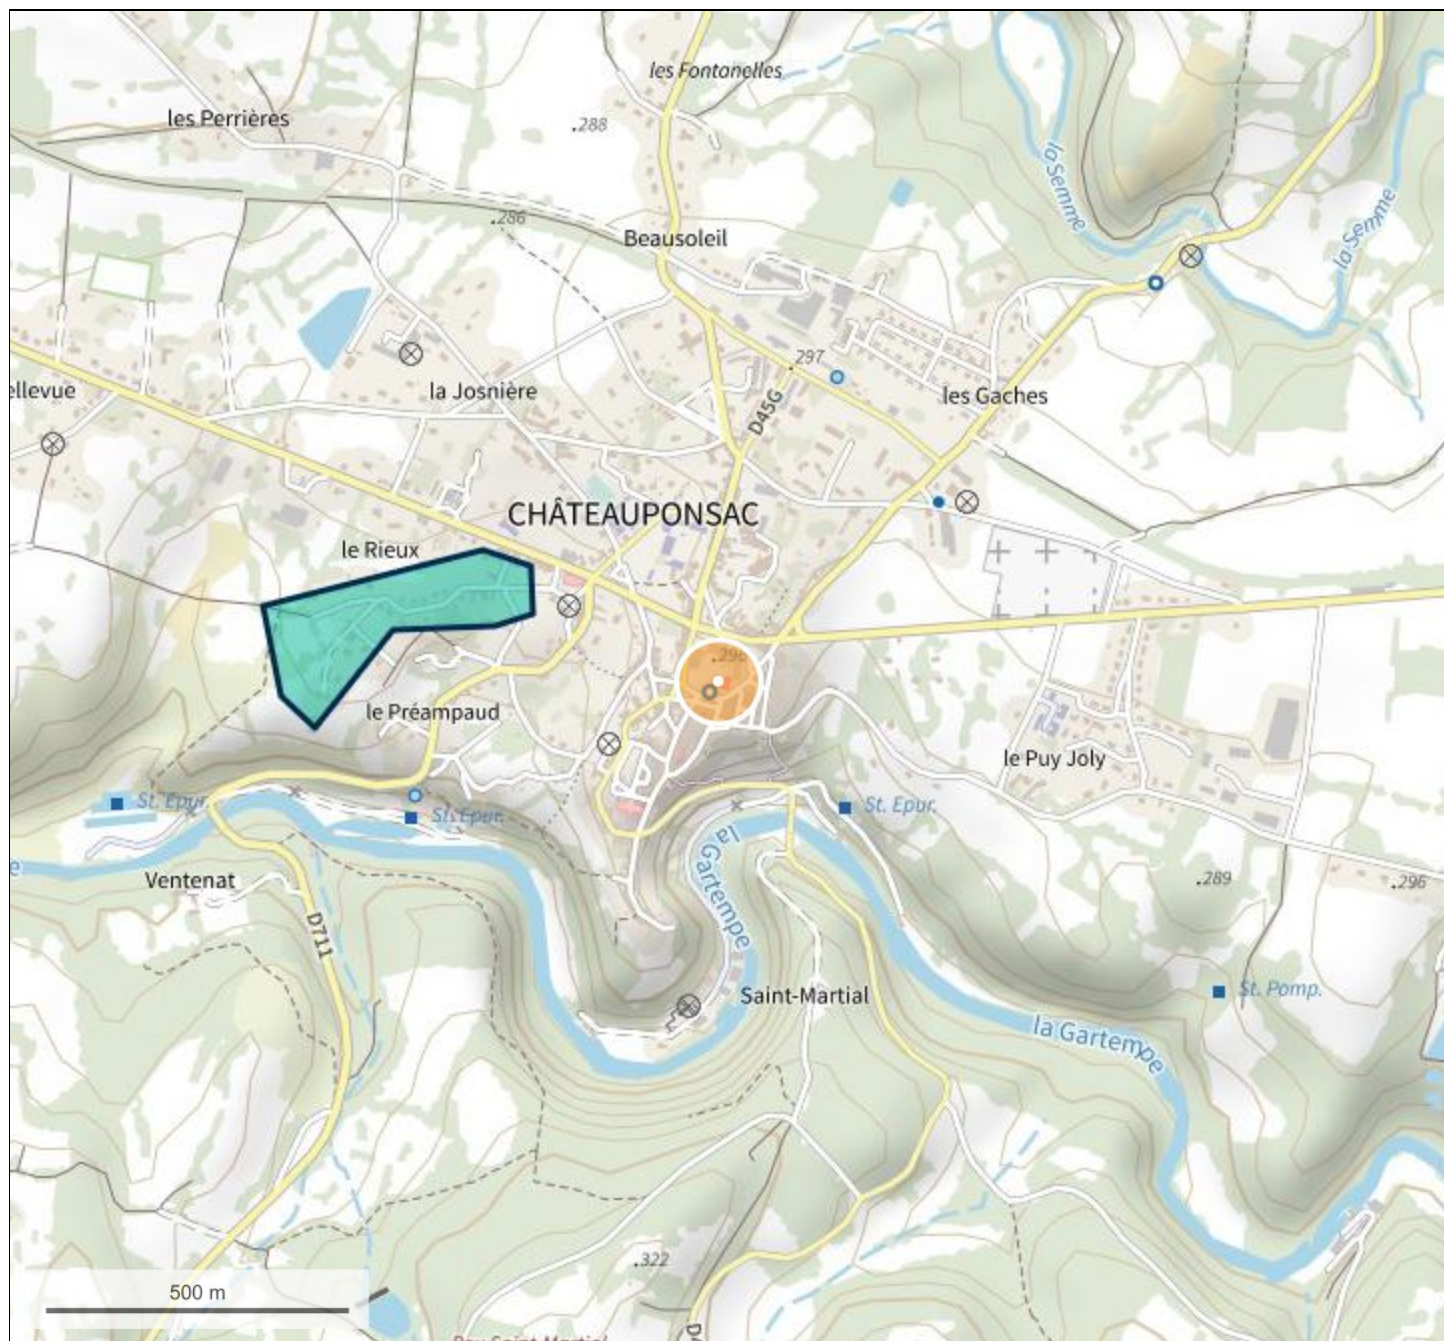 les Fontanelles
les Perrières
.288
la Semme
.286
Beausoleil
la Semme
297
ellevue
la Josnière
les Gaches
D45G
CHÂTEAUPONSAC
le Rieux
296
le Préampaud
le Puy Joly
St. Epur.
St. Epur.
St. Epur.
la Gartempe
e
Ventenat
.289
.296
D711
Saint-Martial
St. Pomp.
la Gartempe
.322
500 m